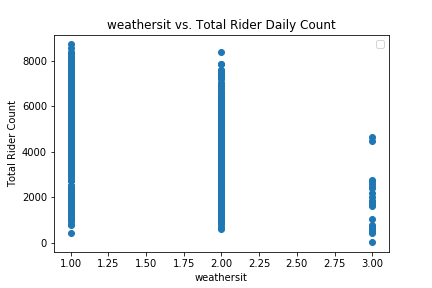 weathersit vs. Total Rider Daily Count
8000
6000
4000
2000
0
Total Rider Count
1.00 1.25 1.50 1.75 2.00 2.25 2.50 2.75 3.00
weathersit